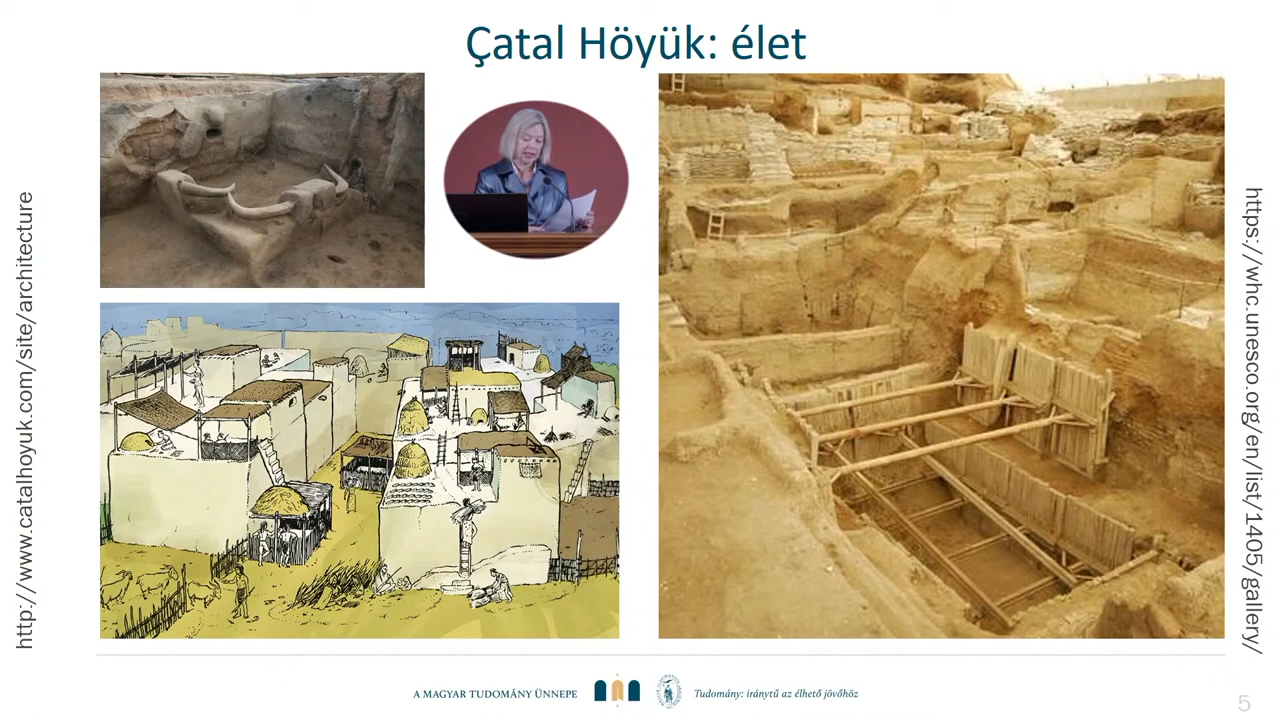 Çatal Höyük: élet
http://www.catalhoyuk.com/site/architecture
https://whc.unesco.org/en/list/1405/gallery/
A MAGYAR TUDOMÁNY ÜNNEPE
Tudomány: iránytű az élhető jövőhöz
5